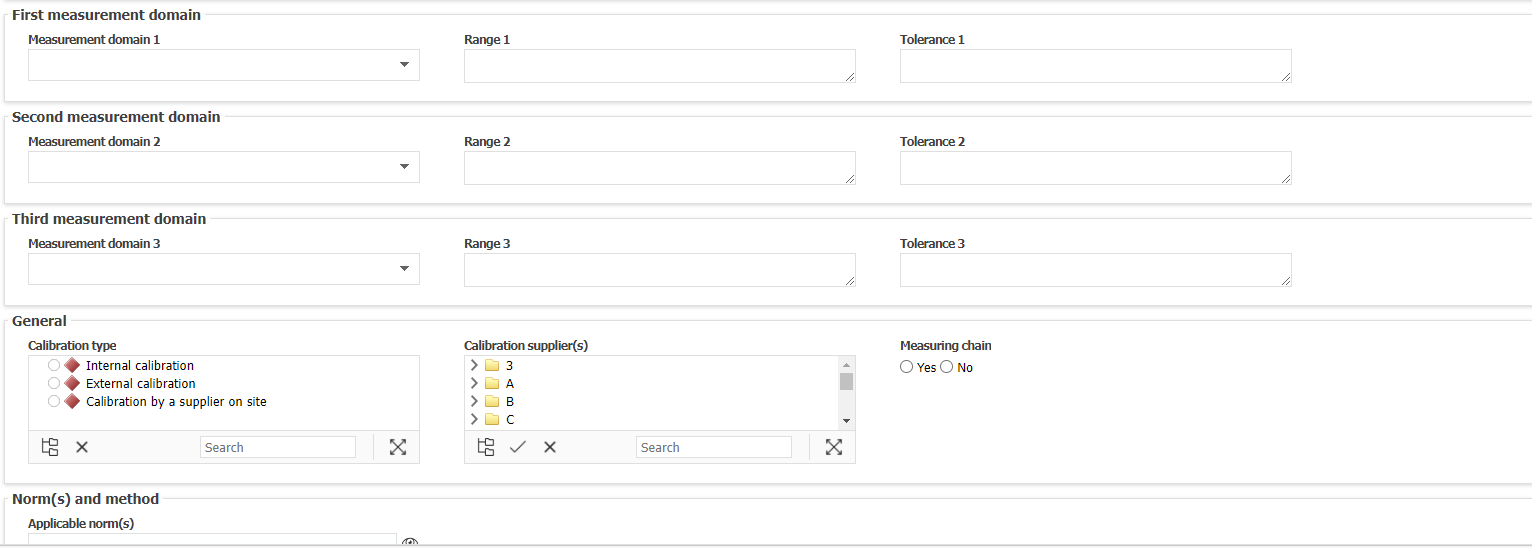 First measurement domain
Measurement domain 1 Range 1 Tolerance 1
Second measurement domain
Measurement domain 2 Range 2 Tolerance 2
Third measurement domain
Measurement domain 3 Range 3 Tolerance 3
General
Calibration type Calibration supplier(s) Measuring chain
Internal calibration 3 Yes No
External calibration A
Calibration by a supplier on site B
C
Search Search
Norm(s) and method
Applicable norm(s)